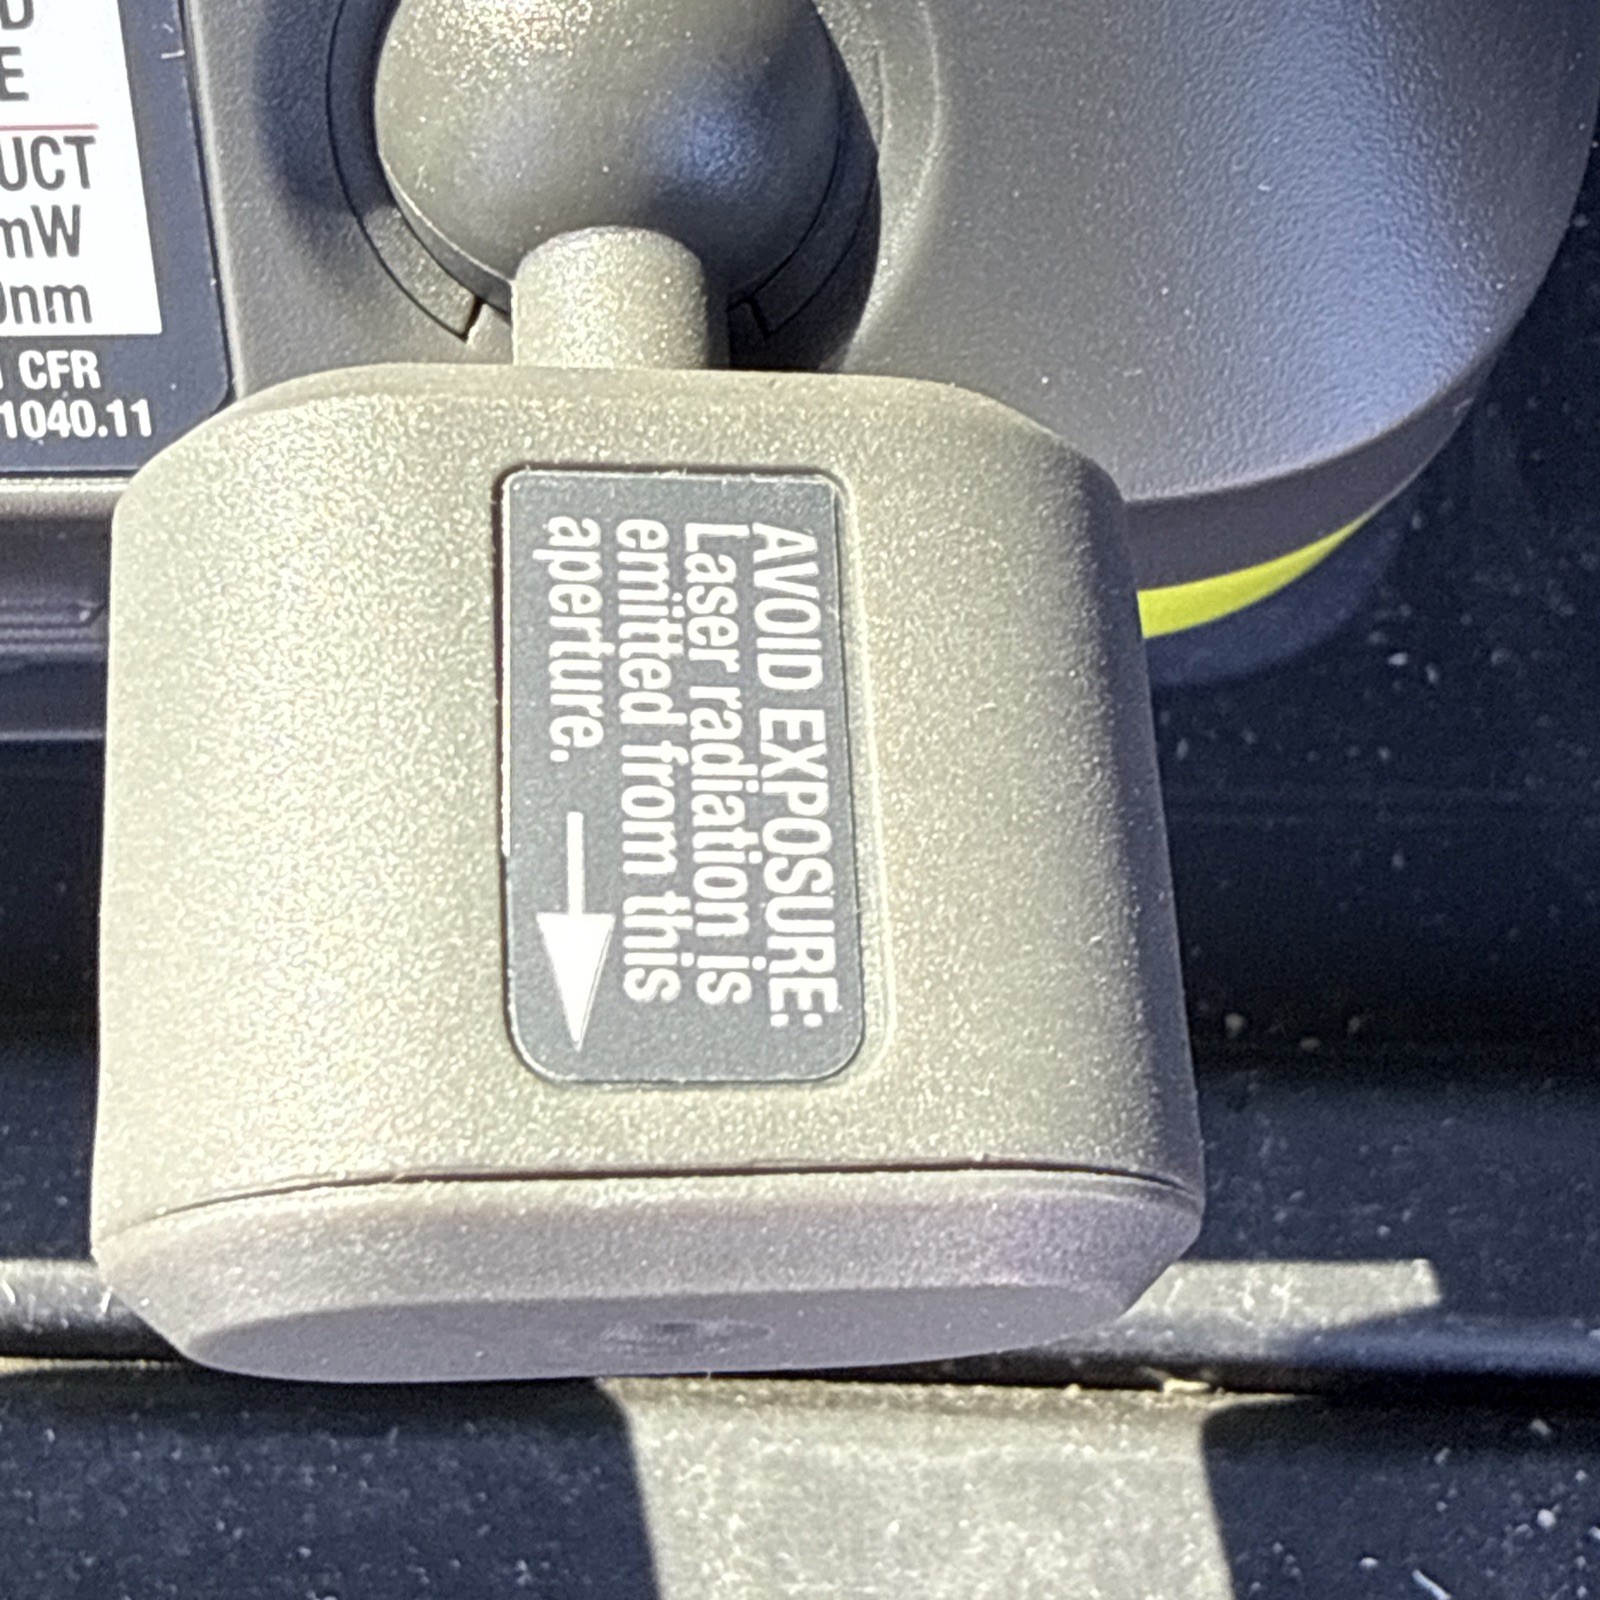 UCT
mW
nm
CFR
1040.11
AVOID EXPOSURE:
Laser radiation is
emitted from this
aperture.